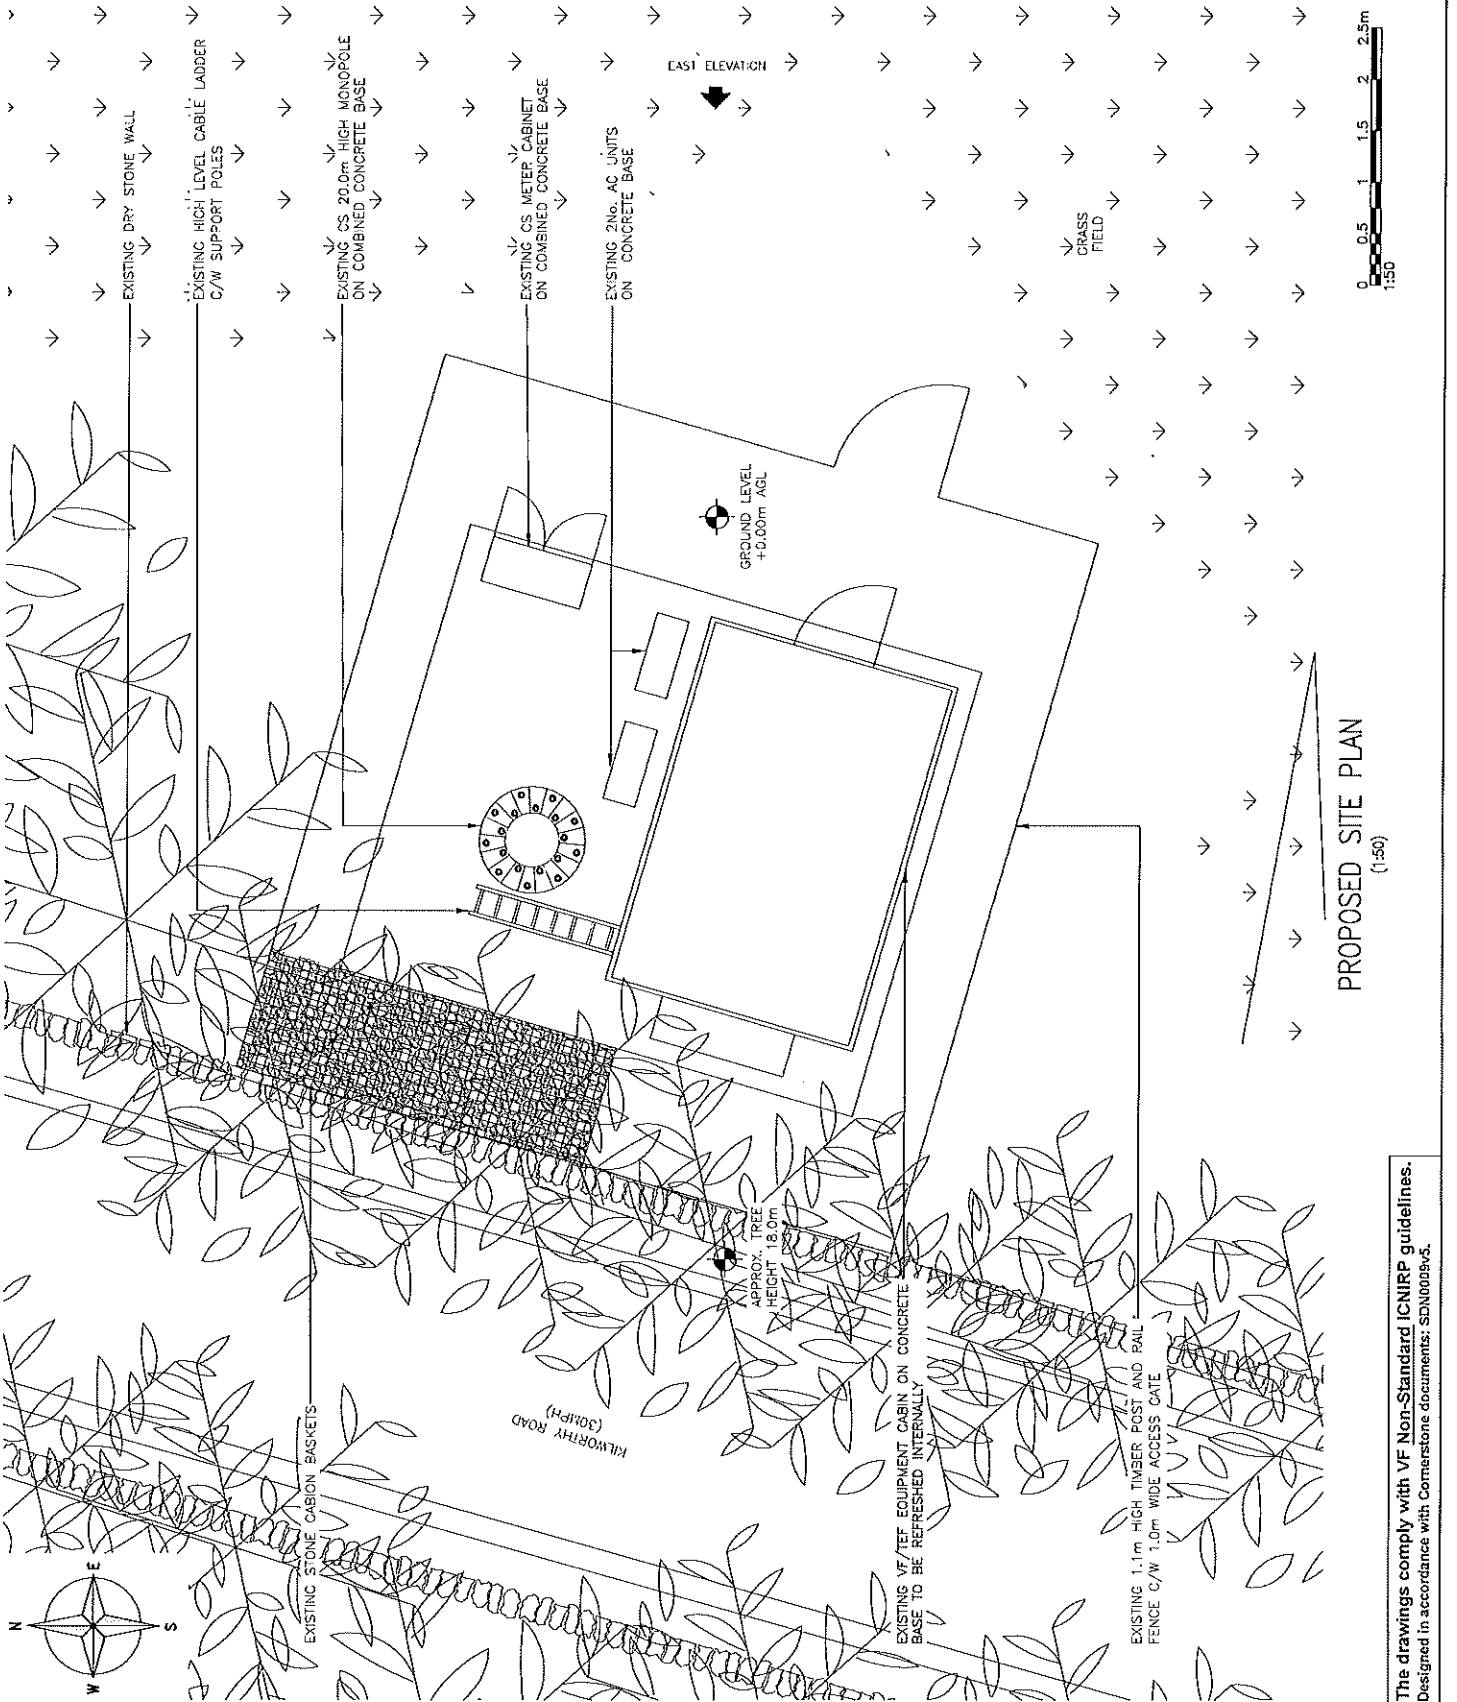 EXISTING DRY STONE WALL
EXISTING HIGH LEVEL CABLE LADDER
C/W SUPPORT POLES
EXISTING CS 20.0m HIGH MONOPOLE
ON COMBINED CONCRETE BASE
EXISTING CS METER CABINET
ON COMBINED CONCRETE BASE
EXISTING 2No. AC UNITS
ON CONCRETE BASE
EAST ELEVATION
GROUND LEVEL
+0.00m AGL
GRASS
FIELD
0 0.5 1 1.5 2 2.5m
1:50
N
E
S
W
EXISTING STONE GABION BASKETS
KILWORTHY ROAD
(30MPH)
APPROX. TREE
HEIGHT 18.0m
EXISTING VF/TEF EQUIPMENT CABIN ON CONCRETE
BASE TO BE REFRESHED INTERNALLY
EXISTING 1.1m HIGH TIMBER POST AND RAIL
FENCE C/W 1.0m WIDE ACCESS GATE
PROPOSED SITE PLAN
(1:50)
The drawings comply with VF Non-Standard ICNIRP guidelines.
Designed in accordance with Cornerstone documents: SDN0009v5.